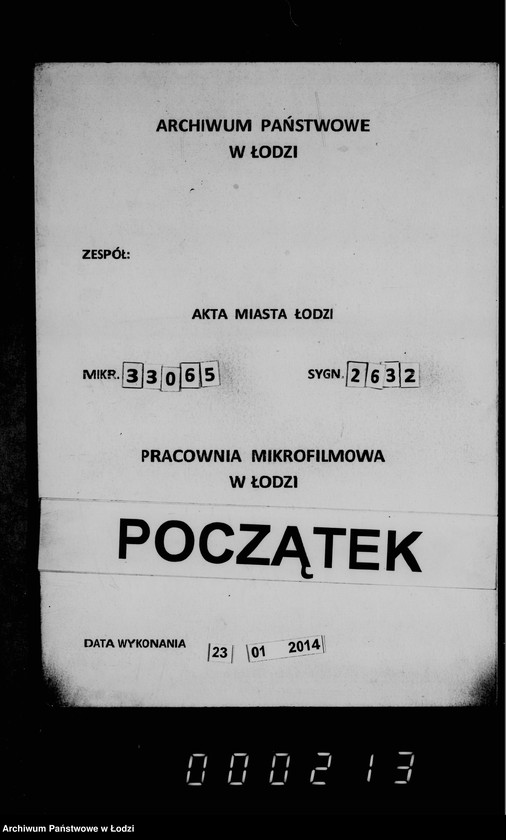 ARCHIWUM PAŃSTWOWE
W ŁODZI
ZESPÓŁ:
AKTA MIASTA ŁODZI
MIKR. 33065 SYGN. 2632
PRACOWNIA MIKROFILMOWA
W ŁODZI
POCZĄTEK
DATA WYKONANIA 23 01 2014
000213
Archiwum Państwowe w Łodzi